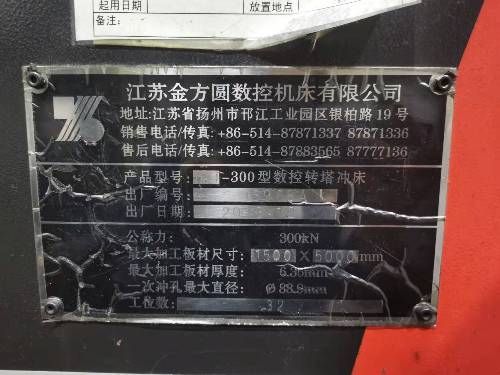 起用日期 放置地点
备注:
江苏金方圆数控机床有限公司
地址:江苏省扬州市邗江工业园区银柏路19号
销售电话/传真: +86-514-87871337 87871336
售后电话/传真: +86-514-87883565 87777136
产品型号: -300型数控转塔冲床
出厂编号:
出厂日期:
公称力: 300kN
最大加工板材尺寸: 1500×5000mm
最大加工板材厚度: 6.35mm
一次冲孔最大直径: Ø88.9mm
工位数: 32